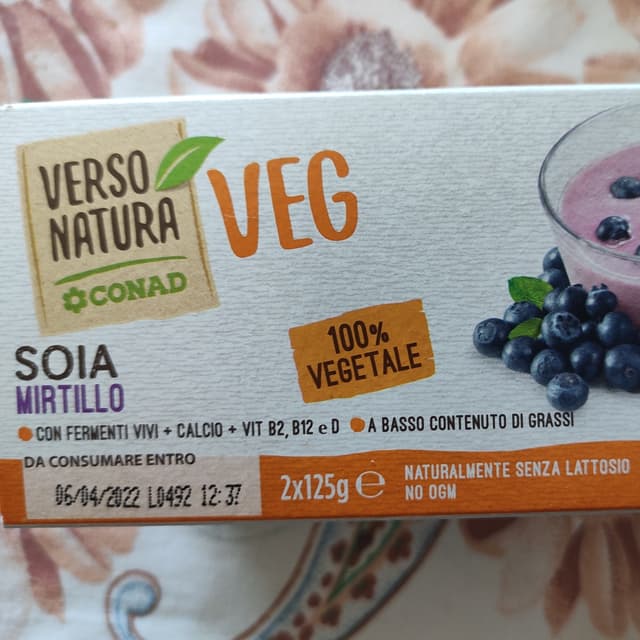 VERSO
NATURA
CONAD
VEG
100%
VEGETALE
SOIA
MIRTILLO
CON FERMENTI VIVI + CALCIO + VIT B2, B12 e D
A BASSO CONTENUTO DI GRASSI
DA CONSUMARE ENTRO
06/04/2022 L0492 12:37
2x125g ℮
NATURALMENTE SENZA LATTOSIO
NO OGM